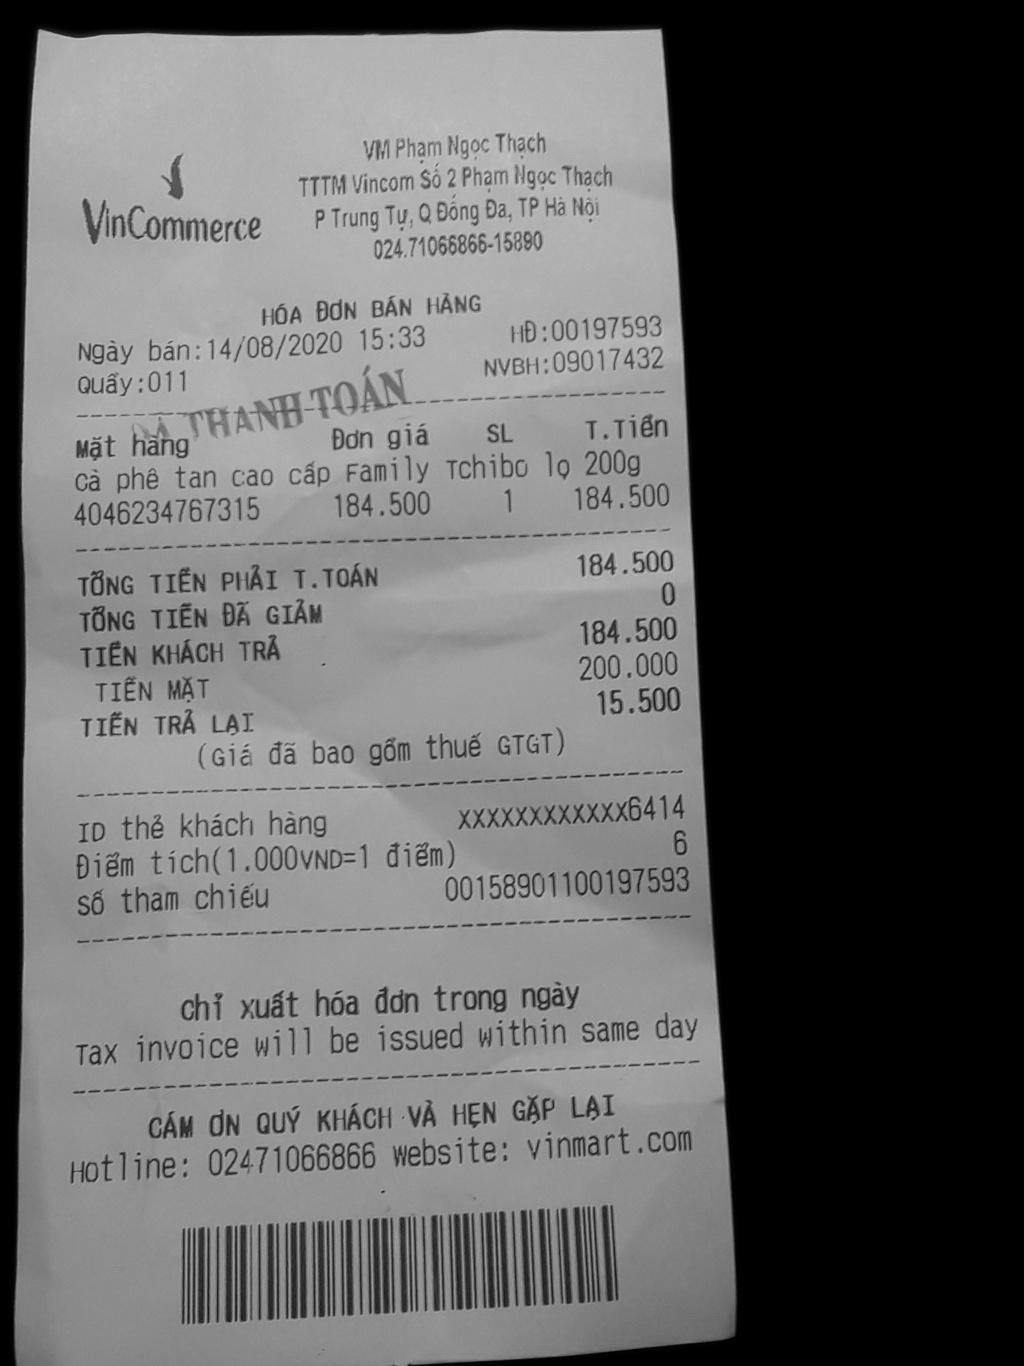 VinCommerce
VM Phạm Ngọc Thạch
TTTM Vincom Số 2 Phạm Ngọc Thạch
P Trung Tự, Q Đống Đa, TP Hà Nội
024.71066866-15890
HÓA ĐƠN BÁN HÀNG
Ngày bán:14/08/2020 15:33 HĐ:00197593
Quầy:011 NVBH:09017432
ĐÃ THANH TOÁN
Mặt hàng Đơn giá SL T.Tiền
Cà phê tan cao cấp Family Tchibo lọ 200g
4046234767315 184.500 1 184.500
TỔNG TIỀN PHẢI T.TOÁN 184.500
TỔNG TIỀN ĐÃ GIẢM 0
TIỀN KHÁCH TRẢ 184.500
TIỀN MẶT 200.000
TIỀN TRẢ LẠI 15.500
(Giá đã bao gồm thuế GTGT)
ID thẻ khách hàng XXXXXXXXXXXX6414
Điểm tích(1.000VND=1 điểm) 6
Số tham chiếu 00158901100197593
Chỉ xuất hóa đơn trong ngày
Tax invoice will be issued within same day
CÁM ƠN QUÝ KHÁCH VÀ HẸN GẶP LẠI
Hotline: 02471066866 Website: vinmart.com